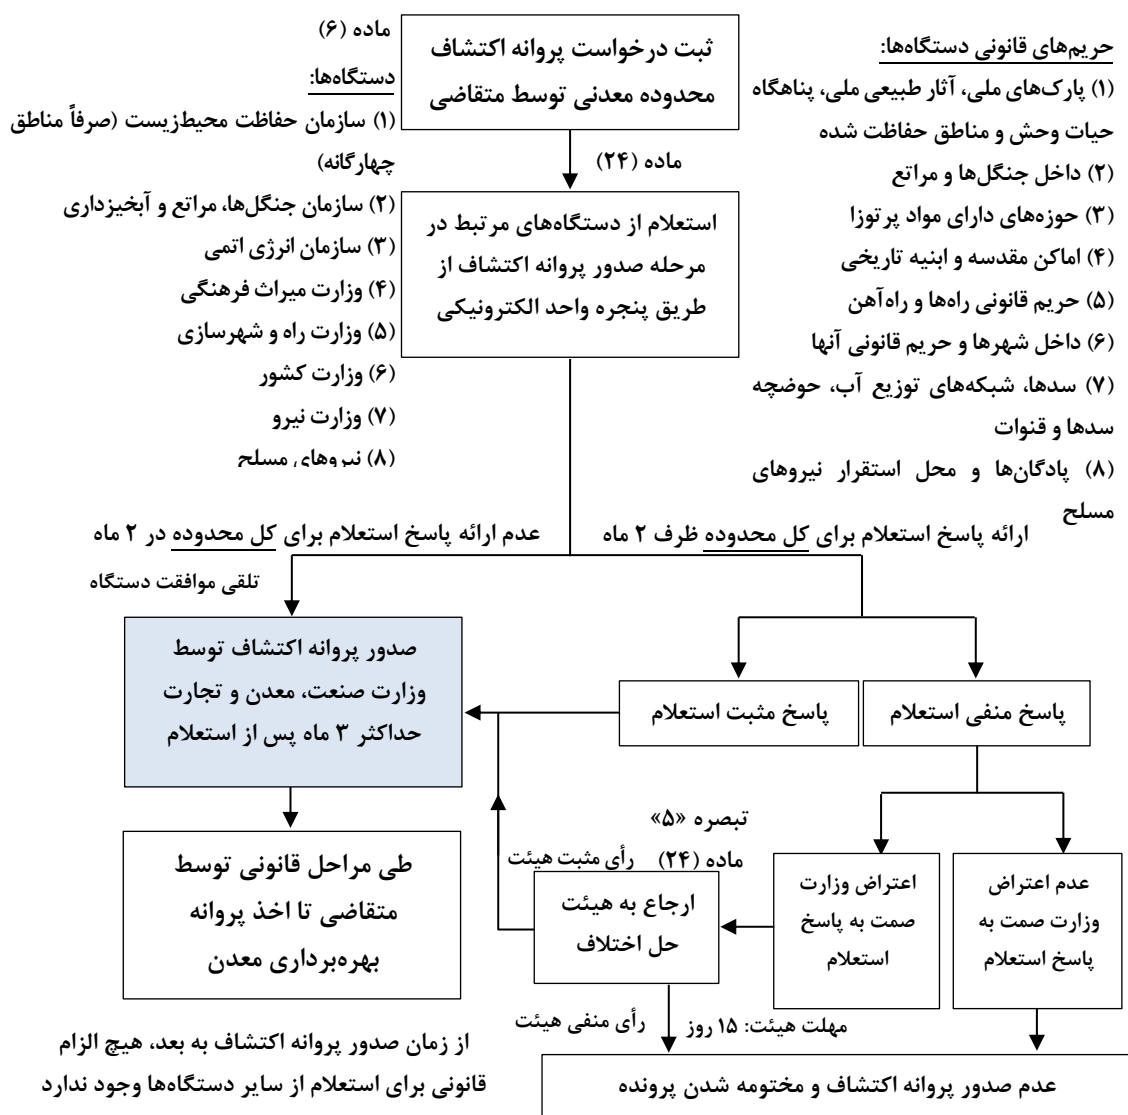 ثبت درخواست پروانه اکتشاف
محدوده معدنی توسط متقاضی
حریم‌های قانونی دستگاه‌ها:
(۱) پارک‌های ملی، آثار طبیعی ملی، پناهگاه
حیات وحش و مناطق حفاظت شده
(۲) داخل جنگل‌ها و مراتع
(۳) حوزه‌های دارای مواد پرتوزا
(۴) اماکن مقدسه و ابنیه تاریخی
(۵) حریم قانونی راه‌ها و راه‌آهن
(۶) داخل شهرها و حریم قانونی آنها
(۷) سدها، شبکه‌های توزیع آب، حوضچه
سدها و قنوات
(۸) پادگان‌ها و محل استقرار نیروهای
مسلح
ماده (۶)
دستگاه‌ها:
(۱) سازمان حفاظت محیط‌زیست (صرفاً مناطق
چهارگانه)
(۲) سازمان جنگل‌ها، مراتع و آبخیزداری
(۳) سازمان انرژی اتمی
(۴) وزارت میراث فرهنگی
(۵) وزارت راه و شهرسازی
(۶) وزارت کشور
(۷) وزارت نیرو
(۸) نیروهای مسلح
ماده (۲۴)
استعلام از دستگاه‌های مرتبط در
مرحله صدور پروانه اکتشاف از
طریق پنجره واحد الکترونیکی
ارائه پاسخ استعلام برای کل محدوده ظرف ۲ ماه
عدم ارائه پاسخ استعلام برای کل محدوده در ۲ ماه
تلقی موافقت دستگاه
صدور پروانه اکتشاف توسط
وزارت صنعت، معدن و تجارت
حداکثر ۳ ماه پس از استعلام
پاسخ منفی استعلام
پاسخ مثبت استعلام
طی مراحل قانونی توسط
متقاضی تا اخذ پروانه
بهره‌برداری معدن
تبصره «۵»
ماده (۲۴)
رأی مثبت هیئت
عدم اعتراض
وزارت صمت به
پاسخ استعلام
اعتراض وزارت
صمت به پاسخ
استعلام
ارجاع به هیئت
حل اختلاف
مهلت هیئت: ۱۵ روز
رأی منفی هیئت
عدم صدور پروانه اکتشاف و مختومه شدن پرونده
از زمان صدور پروانه اکتشاف به بعد، هیچ الزام
قانونی برای استعلام از سایر دستگاه‌ها وجود ندارد